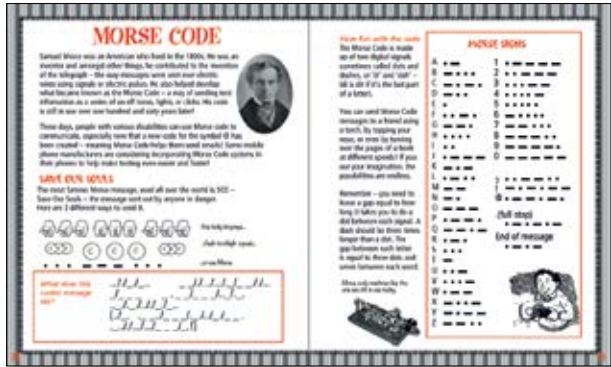 MORSE CODE
Samuel Morse was an American who lived in the 1800s. He was an
inventor and amongst other things, he contributed to the invention
of the telegraph – the way messages were sent over electric
wires using signals or electric pulses. He also helped develop
what became known as the Morse Code – a way of sending text
information as a series of on-off tones, lights, or clicks. His code
is still in use over one hundred and sixty years later!
These days, people with various disabilities can use Morse Code to
communicate, especially now that a new code for the symbol @ has
been created – meaning Morse Code helps them send emails! Some mobile
phone manufacturers are considering incorporating Morse Code systems in
their phones to help make texting even easier and faster!
SAVE OUR SOULS
The most famous Morse message, used all over the world is SOS –
Save Our Souls – the message sent out by anyone in danger.
Here are 3 different ways to send it.
What does this
coded message
say?
Have fun with the code
The Morse Code is made
up of two digital signals
sometimes called dots and
dashes, or 'di' and 'dah' –
(di is dit if it's the last part
of a letter).
You can send Morse Code
messages to a friend using
a torch, by tapping your
nose, or even by turning
over the pages of a book
at different speeds! If you
use your imagination, the
possibilities are endless.
Remember – you need to
leave a gap equal to how
long it takes you to do a
dot between each signal. A
dash should be three times
longer than a dot. The
gap between each letter
is equal to three dots and
seven between each word.
MORSE SIGNS
A
B
C
D
E
F
G
H
I
J
K
L
M
N
O
P
Q
R
S
T
U
V
W
X
Y
Z
1
2
3
4
5
6
7
8
9
0
?
!
@
.(full stop)
End of message